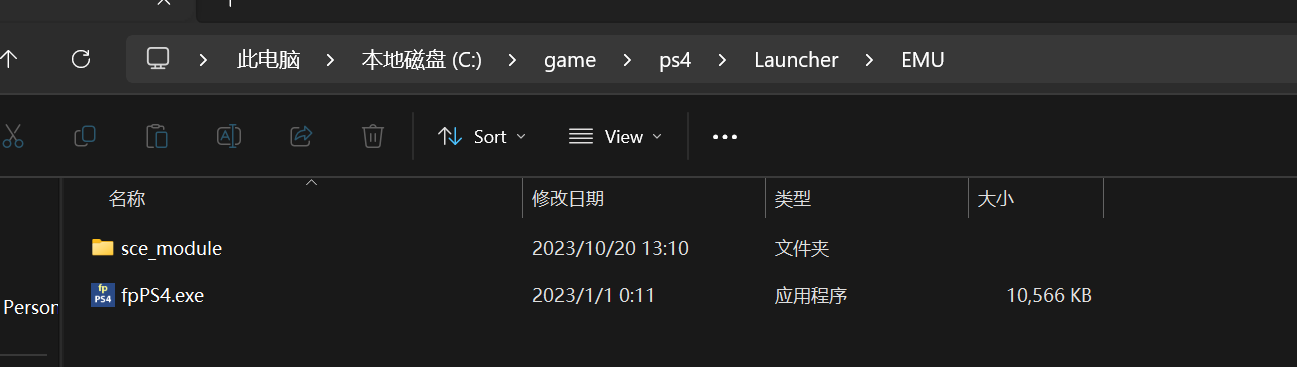 此电脑 > 本地磁盘 (C:) > game > ps4 > Launcher > EMU
Sort View
名称 修改日期 类型 大小
sce_module 2023/10/20 13:10 文件夹
fp PS4 fpPS4.exe 2023/1/1 0:11 应用程序 10,566 KB
Person